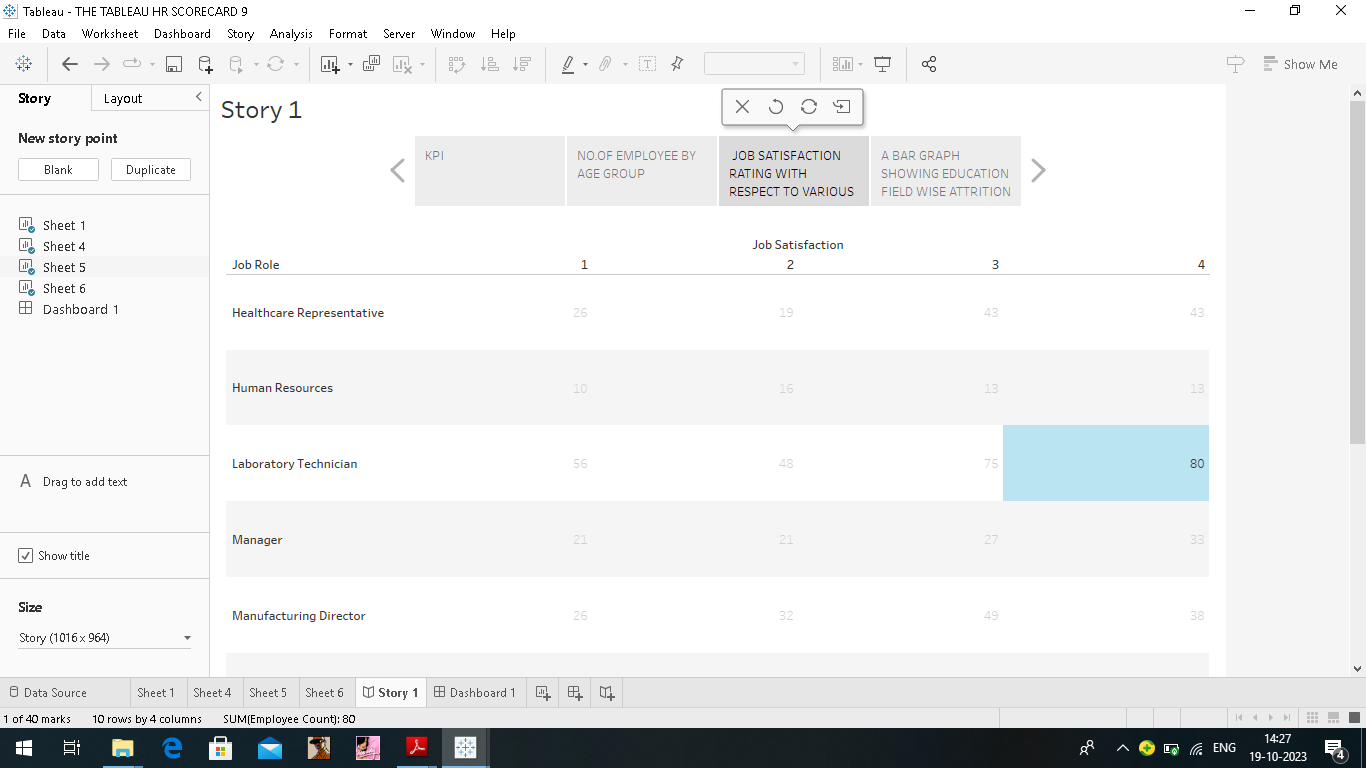 Tableau - THE TABLEAU HR SCORECARD 9
File Data Worksheet Dashboard Story Analysis Format Server Window Help
Show Me
Story Layout
New story point
Blank Duplicate
Sheet 1
Sheet 4
Sheet 5
Sheet 6
Dashboard 1
A Drag to add text
Show title
Size
Story (1016 x 964)
Story 1
KPI
NO.OF EMPLOYEE BY
AGE GROUP
JOB SATISFACTION
RATING WITH
RESPECT TO VARIOUS
A BAR GRAPH
SHOWING EDUCATION
FIELD WISE ATTRITION
Job Satisfaction
Job Role 1 2 3 4
Healthcare Representative 26 19 43 43
Human Resources 10 16 13 13
Laboratory Technician 56 48 75 80
Manager 21 21 27 33
Manufacturing Director 26 32 49 38
Data Source Sheet 1 Sheet 4 Sheet 5 Sheet 6 Story 1 Dashboard 1
1 of 40 marks 10 rows by 4 columns SUM(Employee Count): 80
ENG 14:27
19-10-2023
4